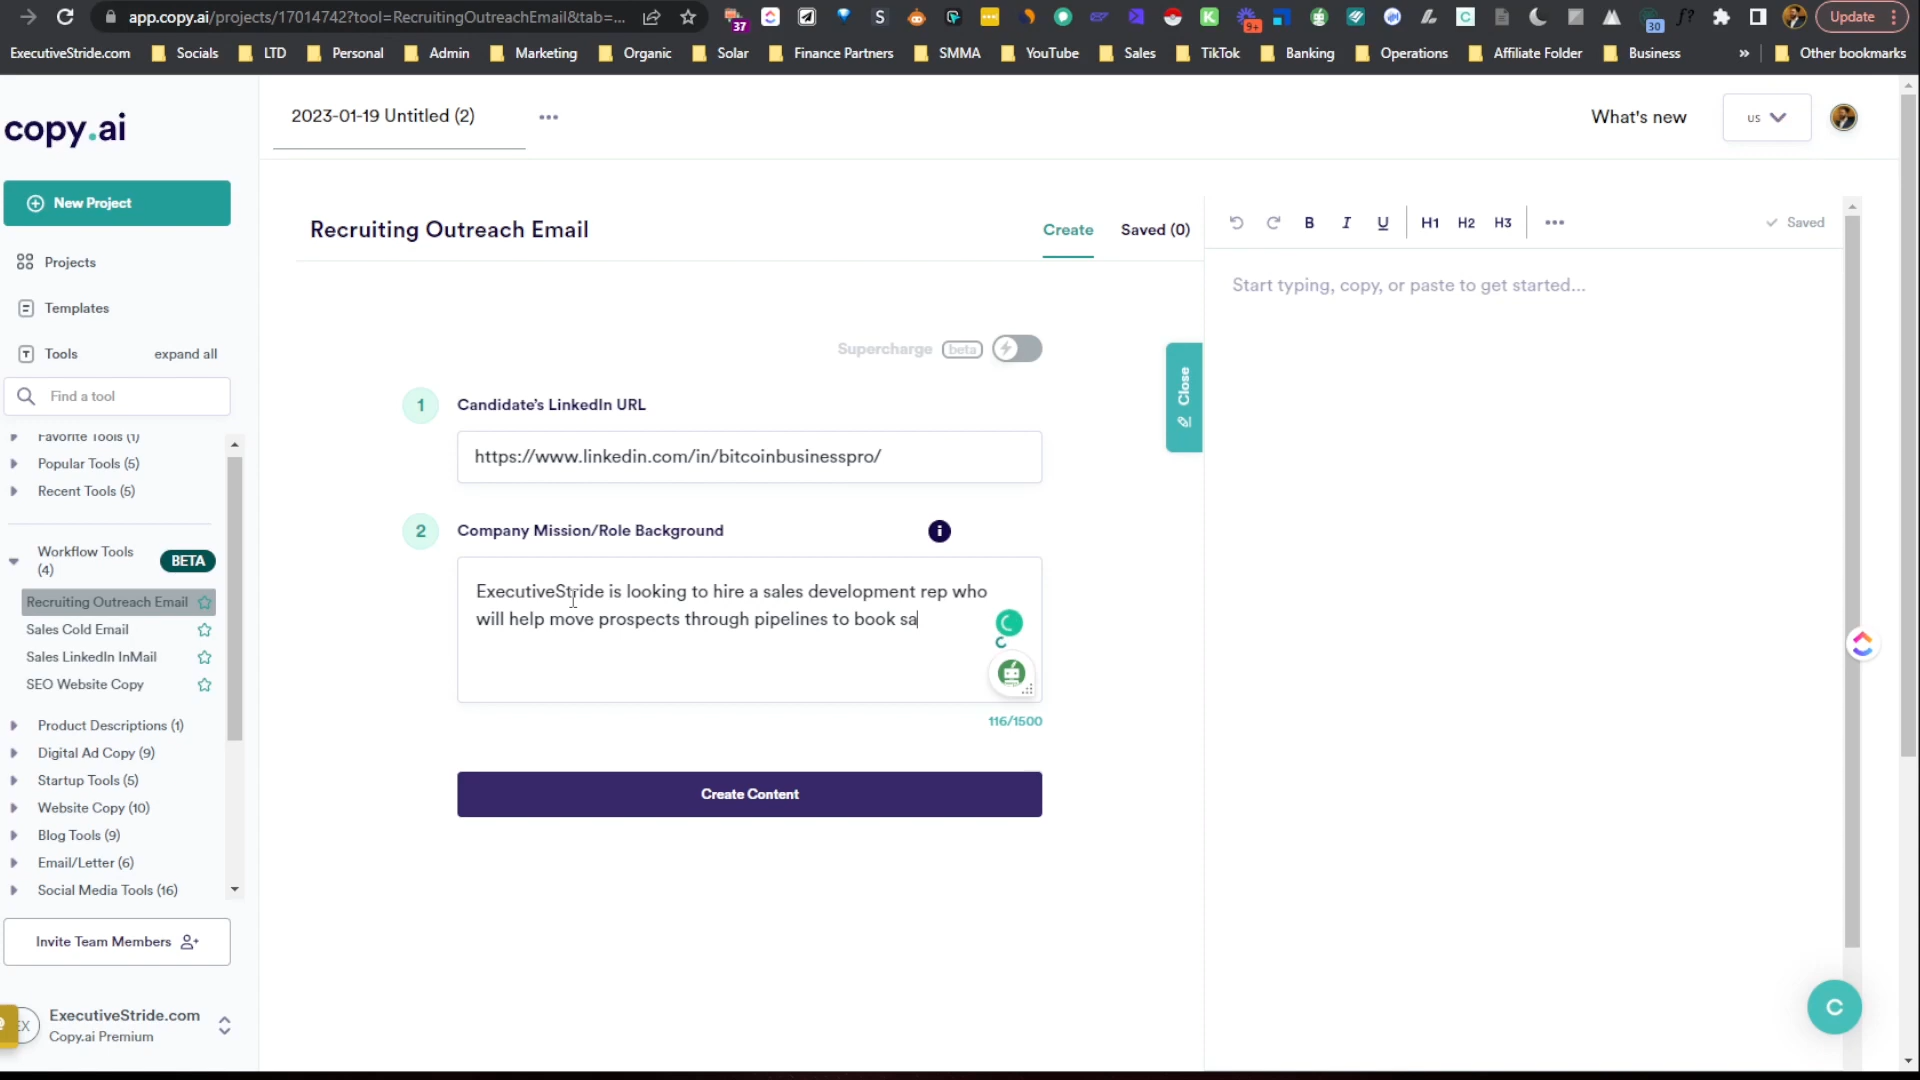 app.copy.ai/projects/17014742?tool=RecruitingOutreachEmail&tab=...
37
S
K
9+
C
30
f?
Update
ExecutiveStride.com
Socials
LTD
Personal
Admin
Marketing
Organic
Solar
Finance Partners
SMMA
YouTube
Sales
TikTok
Banking
Operations
Affiliate Folder
Business
»
Other bookmarks
copy.ai
2023-01-19 Untitled (2)
What's new
US
New Project
Recruiting Outreach Email
Create
Saved (0)
B
I
U
H1
H2
H3
Saved
Projects
Start typing, copy, or paste to get started...
Templates
Tools
expand all
Supercharge
beta
Find a tool
Close
1
Candidate's LinkedIn URL
https://www.linkedin.com/in/bitcoinbusinesspro/
Favorite Tools (1)
Popular Tools (5)
Recent Tools (5)
2
Company Mission/Role Background
i
Workflow Tools
(4)
BETA
ExecutiveStride is looking to hire a sales development rep who
will help move prospects through pipelines to book sa
Recruiting Outreach Email
Sales Cold Email
Sales LinkedIn InMail
SEO Website Copy
116/1500
Product Descriptions (1)
Digital Ad Copy (9)
Startup Tools (5)
Website Copy (10)
Blog Tools (9)
Email/Letter (6)
Social Media Tools (16)
Create Content
Invite Team Members
EX
ExecutiveStride.com
Copy.ai Premium
C